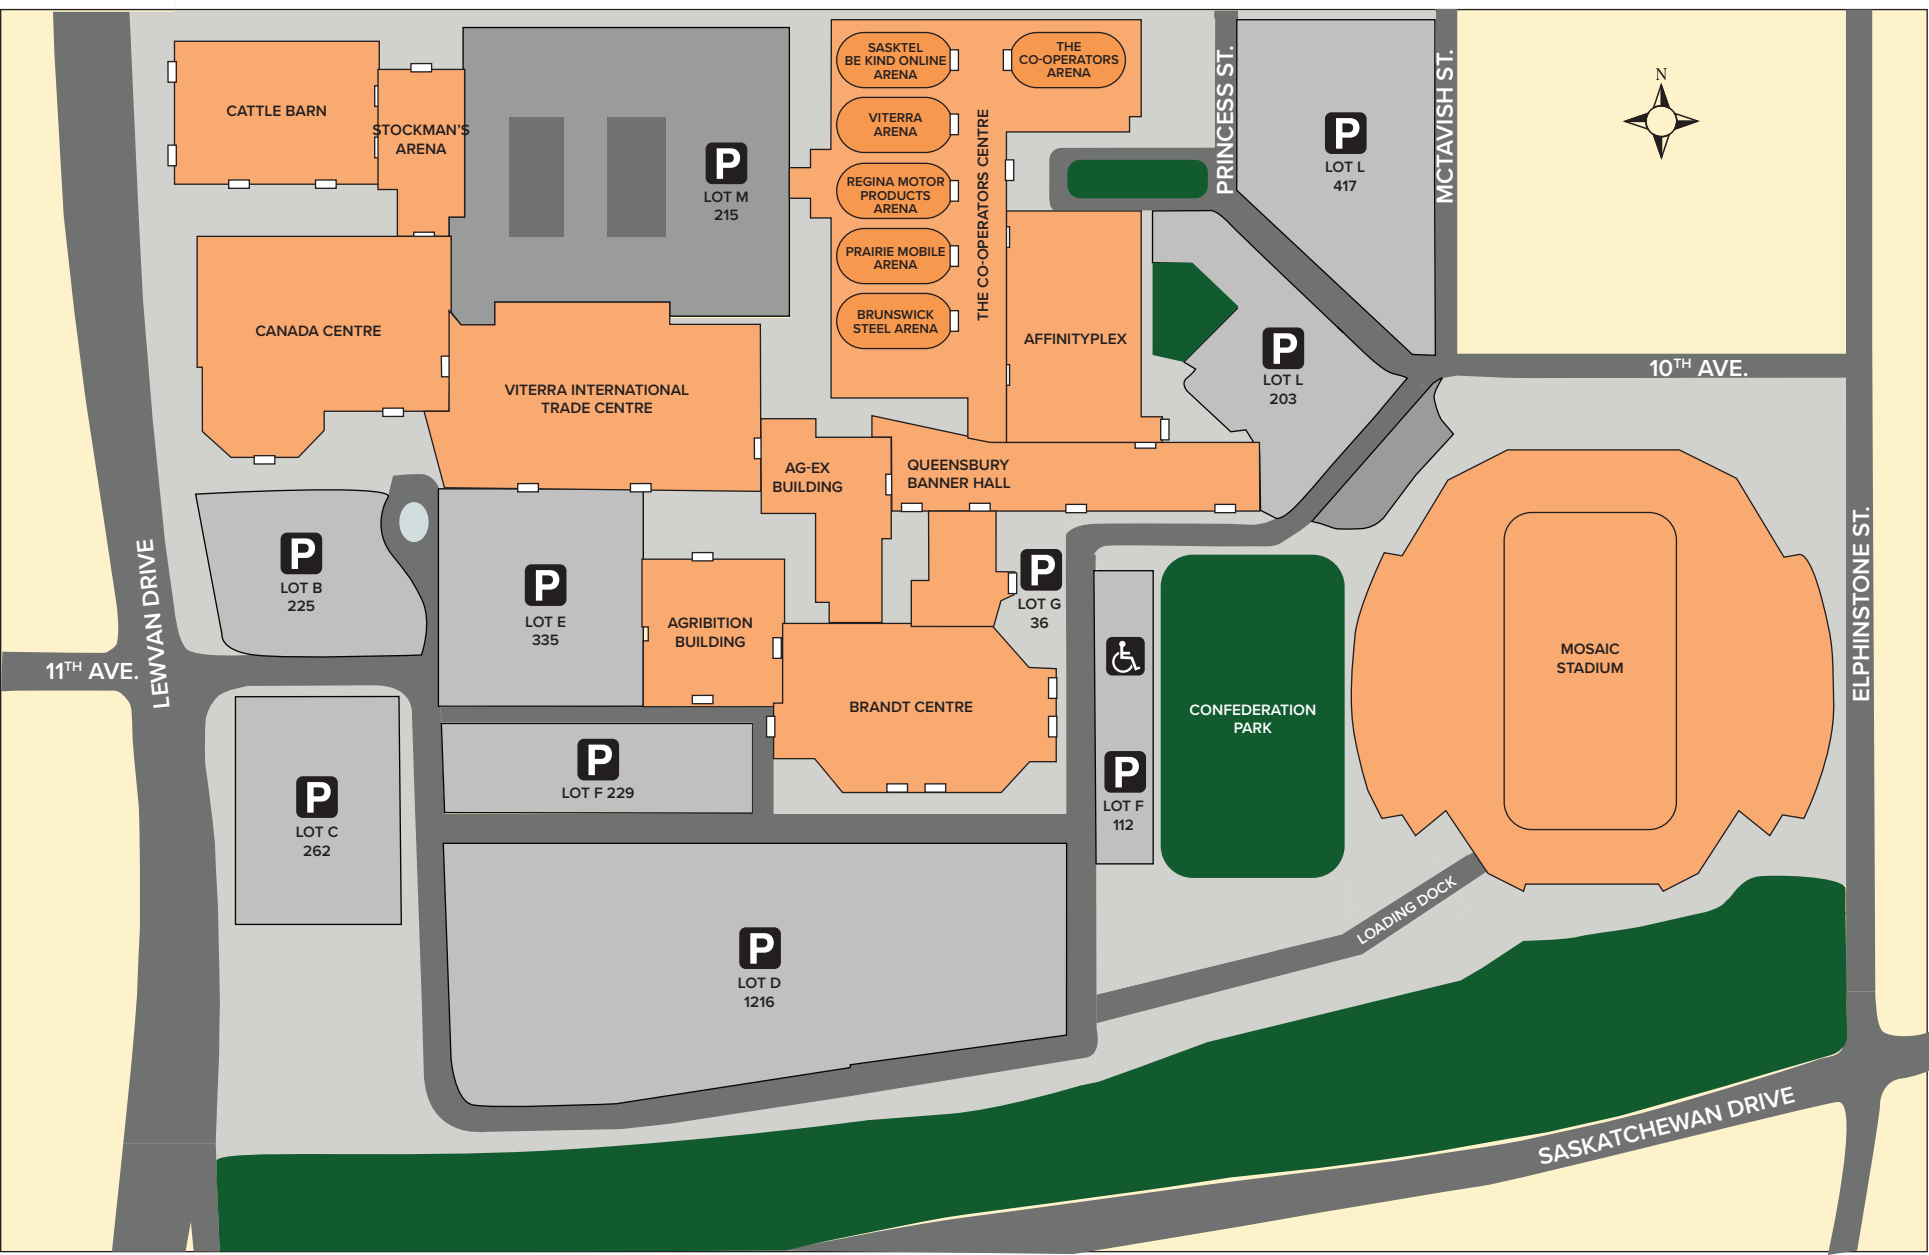 SASKTEL
BE KIND ONLINE
ARENA
THE
CO-OPERATORS
ARENA
CATTLE BARN
STOCKMAN'S
ARENA
VITERRA
ARENA
P
LOT M
215
REGINA MOTOR
PRODUCTS
ARENA
THE CO-OPERATORS CENTRE
PRAIRIE MOBILE
ARENA
BRUNSWICK
STEEL ARENA
PRINCESS ST.
P
LOT L
417
MCTAVISH ST.
N
CANADA CENTRE
AFFINITYPLEX
P
LOT L
203
10TH AVE.
VITERRA INTERNATIONAL
TRADE CENTRE
AG-EX
BUILDING
QUEENSBURY
BANNER HALL
LEWVAN DRIVE
P
LOT B
225
P
LOT E
335
AGRIBITION
BUILDING
P
LOT G
36
11TH AVE.
BRANDT CENTRE
CONFEDERATION
PARK
MOSAIC
STADIUM
ELPHINSTONE ST.
P
LOT C
262
P
LOT F 229
P
LOT F
112
P
LOT D
1216
LOADING DOCK
SASKATCHEWAN DRIVE